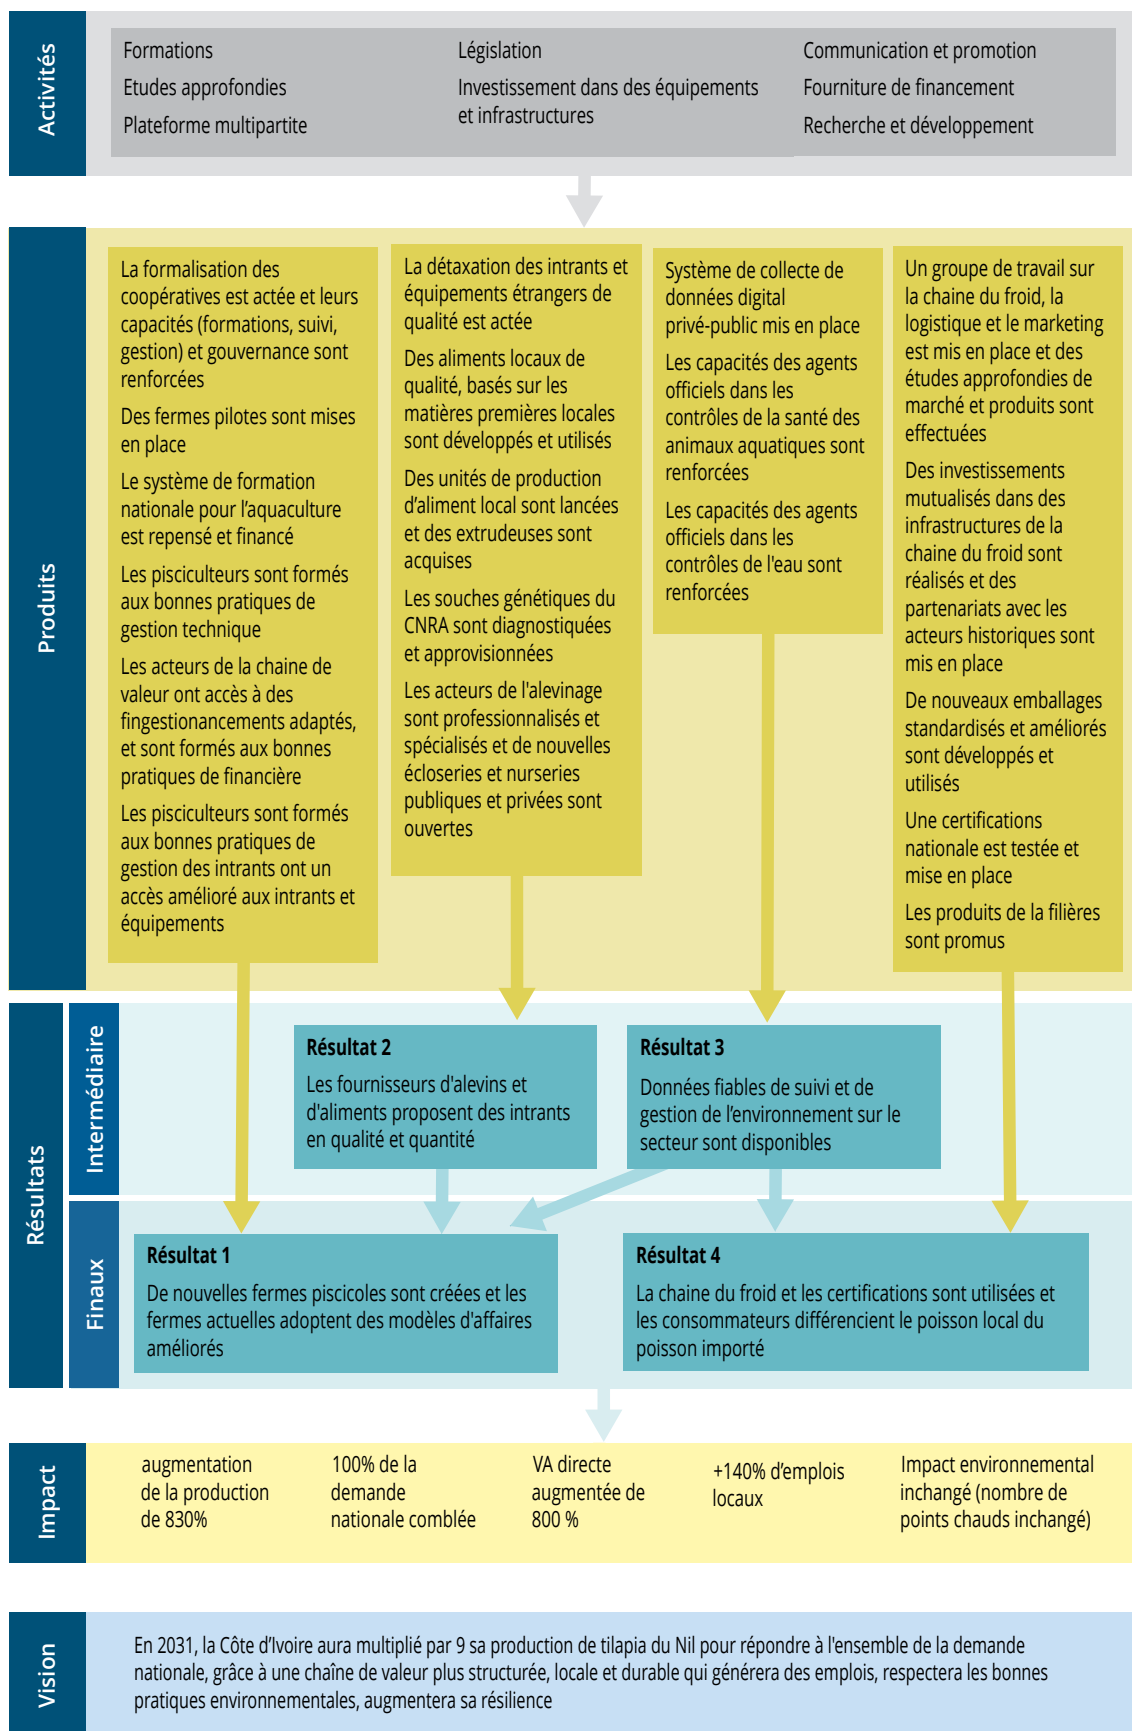 Activités
Formations
Etudes approfondies
Plateforme multipartite
Législation
Investissement dans des équipements
et infrastructures
Communication et promotion
Fourniture de financement
Recherche et développement
Produits
La formalisation des
coopératives est actée et leurs
capacités (formations, suivi,
gestion) et gouvernance sont
renforcées
Des fermes pilotes sont mises
en place
Le système de formation
nationale pour l'aquaculture
est repensé et financé
Les pisciculteurs sont formés
aux bonnes pratiques de
gestion technique
Les acteurs de la chaine de
valeur ont accès à des
fingestionancements adaptés,
et sont formés aux bonnes
pratiques de financière
Les pisciculteurs sont formés
aux bonnes pratiques de
gestion des intrants ont un
accès amélioré aux intrants et
équipements
La détaxation des intrants et
équipements étrangers de
qualité est actée
Des aliments locaux de
qualité, basés sur les
matières premières locales
sont développés et utilisés
Des unités de production
d'aliment local sont lancées
et des extrudeuses sont
acquises
Les souches génétiques du
CNRA sont diagnostiquées
et approvisionnées
Les acteurs de l'alevinage
sont professionnalisés et
spécialisés et de nouvelles
écloseries et nurseries
publiques et privées sont
ouvertes
Système de collecte de
données digital
privé-public mis en place
Les capacités des agents
officiels dans les
contrôles de la santé des
animaux aquatiques sont
renforcées
Les capacités des agents
officiels dans les
contrôles de l'eau sont
renforcées
Un groupe de travail sur
la chaine du froid, la
logistique et le marketing
est mis en place et des
études approfondies de
marché et produits sont
effectuées
Des investissements
mutualisés dans des
infrastructures de la
chaine du froid sont
réalisés et des
partenariats avec les
acteurs historiques sont
mis en place
De nouveaux emballages
standardisés et améliorés
sont développés et
utilisés
Une certifications
nationale est testée et
mise en place
Les produits de la filières
sont promus
Résultats
Intermédiaire
Résultat 2
Les fournisseurs d'alevins et
d'aliments proposent des intrants
en qualité et quantité
Résultat 3
Données fiables de suivi et de
gestion de l'environnement sur le
secteur sont disponibles
Finaux
Résultat 1
De nouvelles fermes piscicoles sont créées et les
fermes actuelles adoptent des modèles d'affaires
améliorés
Résultat 4
La chaine du froid et les certifications sont utilisées et
les consommateurs différencient le poisson local du
poisson importé
Impact
augmentation
de la production
de 830%
100% de la
demande
nationale comblée
VA directe
augmentée de
800 %
+140% d'emplois
locaux
Impact environnemental
inchangé (nombre de
points chauds inchangé)
Vision
En 2031, la Côte d'Ivoire aura multiplié par 9 sa production de tilapia du Nil pour répondre à l'ensemble de la demande
nationale, grâce à une chaîne de valeur plus structurée, locale et durable qui générera des emplois, respectera les bonnes
pratiques environnementales, augmentera sa résilience